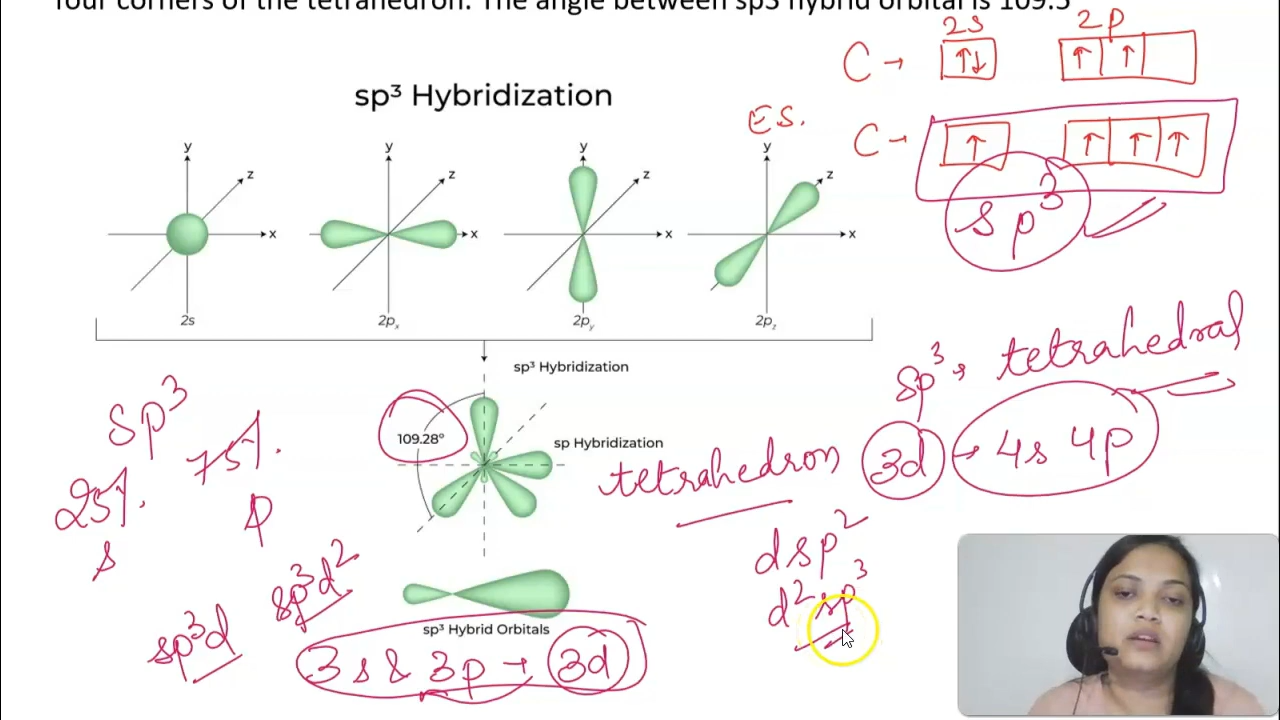 four corners of the tetrahedron. The angle between sp3 hybrid orbital is 109.5
2s 2p
C → ↑↓ ↑ ↑
sp³ Hybridization
E.S.
C → ↑ ↑ ↑ ↑
sp³
y z x
y z x
y z x
y z x
2s 2pₓ 2pᵧ 2p_z
sp³ Hybridization
sp³ → tetrahedral
109.28°
sp Hybridization
3d → 4s 4p
tetrahedron
sp³
25% 75%
s p
dsp²
d²sp³
sp³d sp³d²
sp³ Hybrid Orbitals
3s & 3p → 3d